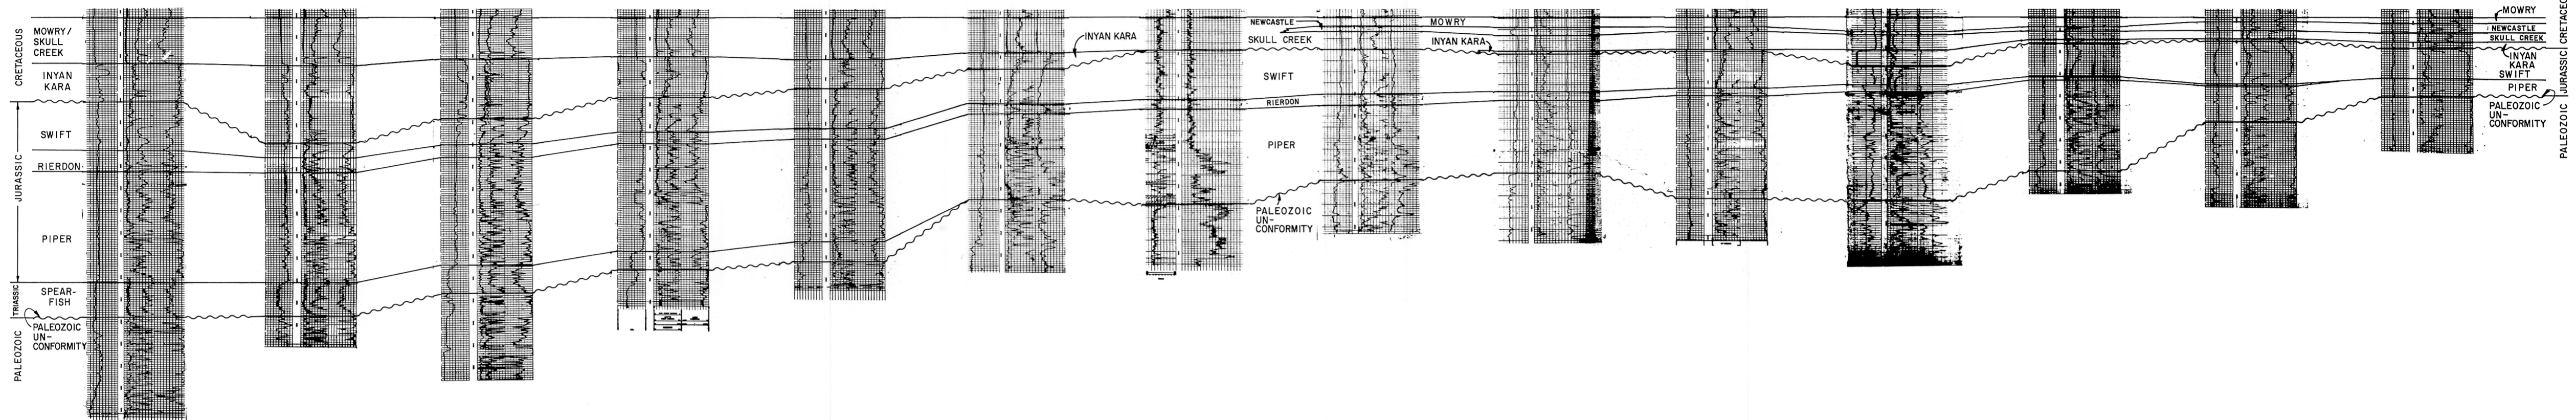 CRETACEOUS
MOWRY/
SKULL
CREEK
INYAN
KARA
JURASSIC
SWIFT
RIERDON
PIPER
TRIASSIC
SPEAR-
FISH
PALEOZOIC
PALEOZOIC
UN-
CONFORMITY
INYAN KARA
NEWCASTLE
MOWRY
SKULL CREEK
INYAN KARA
SWIFT
RIERDON
PIPER
PALEOZOIC
UN-
CONFORMITY
MOWRY
NEWCASTLE
SKULL CREEK
INYAN
KARA
SWIFT
PIPER
PALEOZOIC
UN-
CONFORMITY
CRETACEOUS
JURASSIC
PALEOZOIC